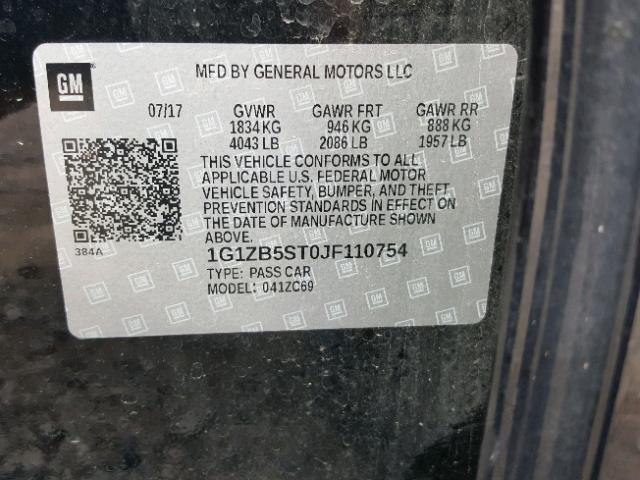 GM
MFD BY GENERAL MOTORS LLC
07/17 GVWR GAWR FRT GAWR RR
1834 KG 946 KG 888 KG
4043 LB 2086 LB 1957 LB
THIS VEHICLE CONFORMS TO ALL
APPLICABLE U.S. FEDERAL MOTOR
VEHICLE SAFETY, BUMPER, AND THEFT
PREVENTION STANDARDS IN EFFECT ON
THE DATE OF MANUFACTURE SHOWN
ABOVE.
384A
1G1ZB5ST0JF110754
TYPE: PASS CAR
MODEL: 041ZC69